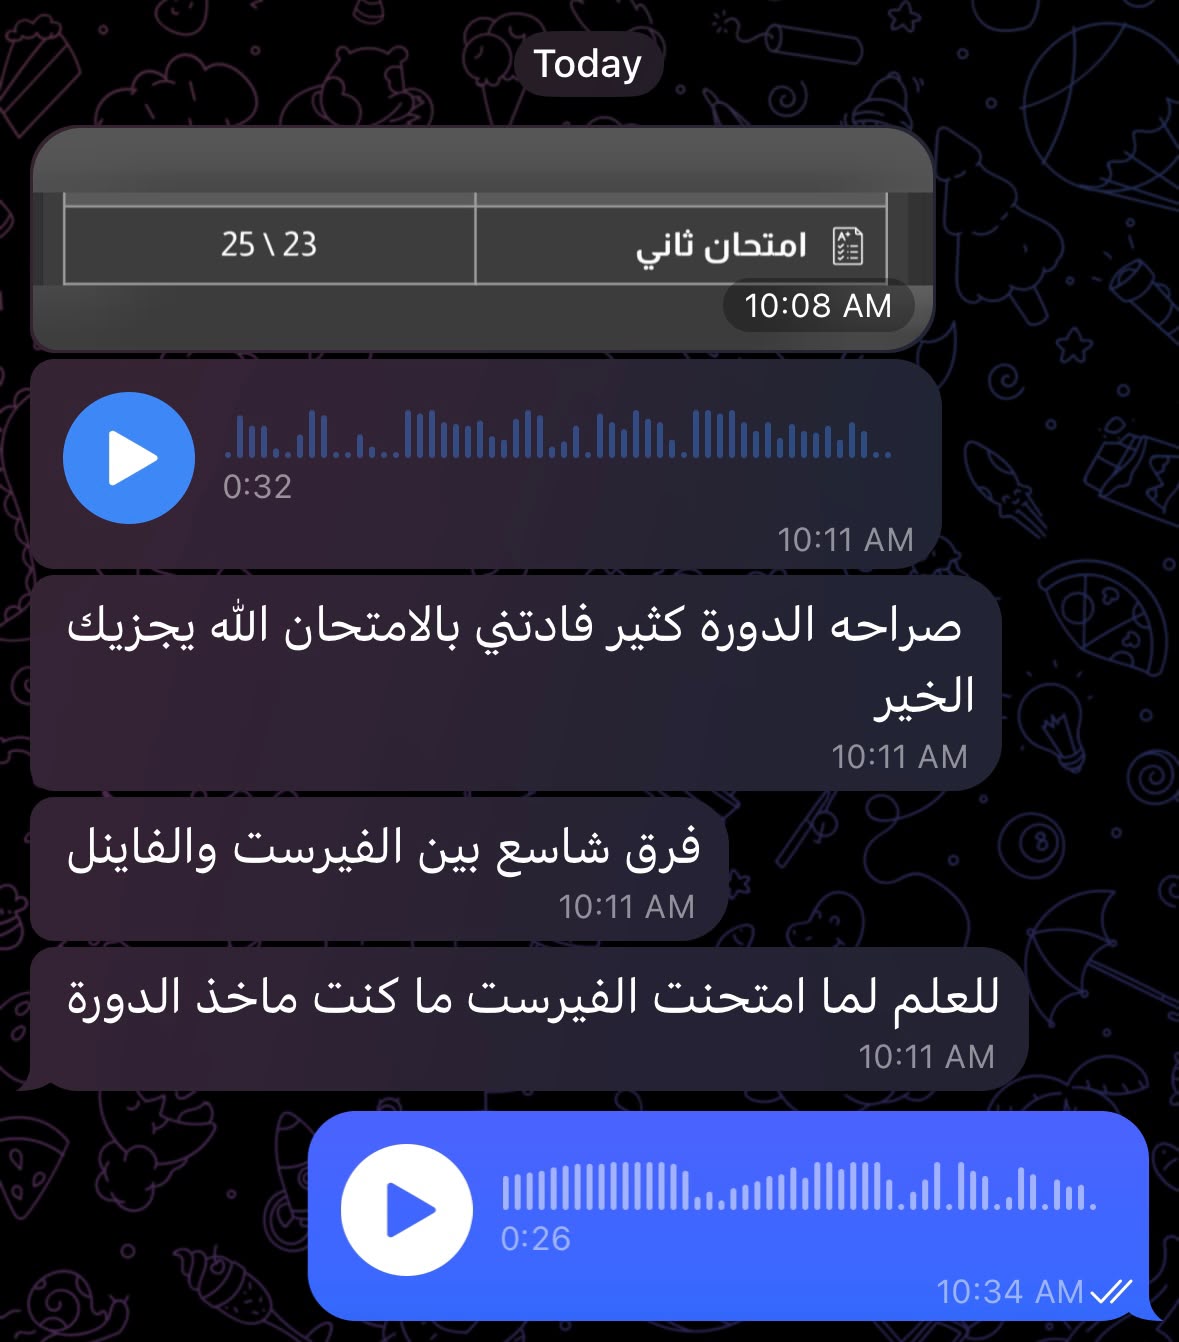 Today
امتحان ثاني
25 \ 23
10:08 AM
0:32
10:11 AM
صراحه الدورة كثير فادتني بالامتحان الله يجزيك
الخير
10:11 AM
فرق شاسع بين الفيرست والفاينل
10:11 AM
للعلم لما امتحنت الفيرست ما كنت ماخذ الدورة
10:11 AM
0:26
10:34 AM